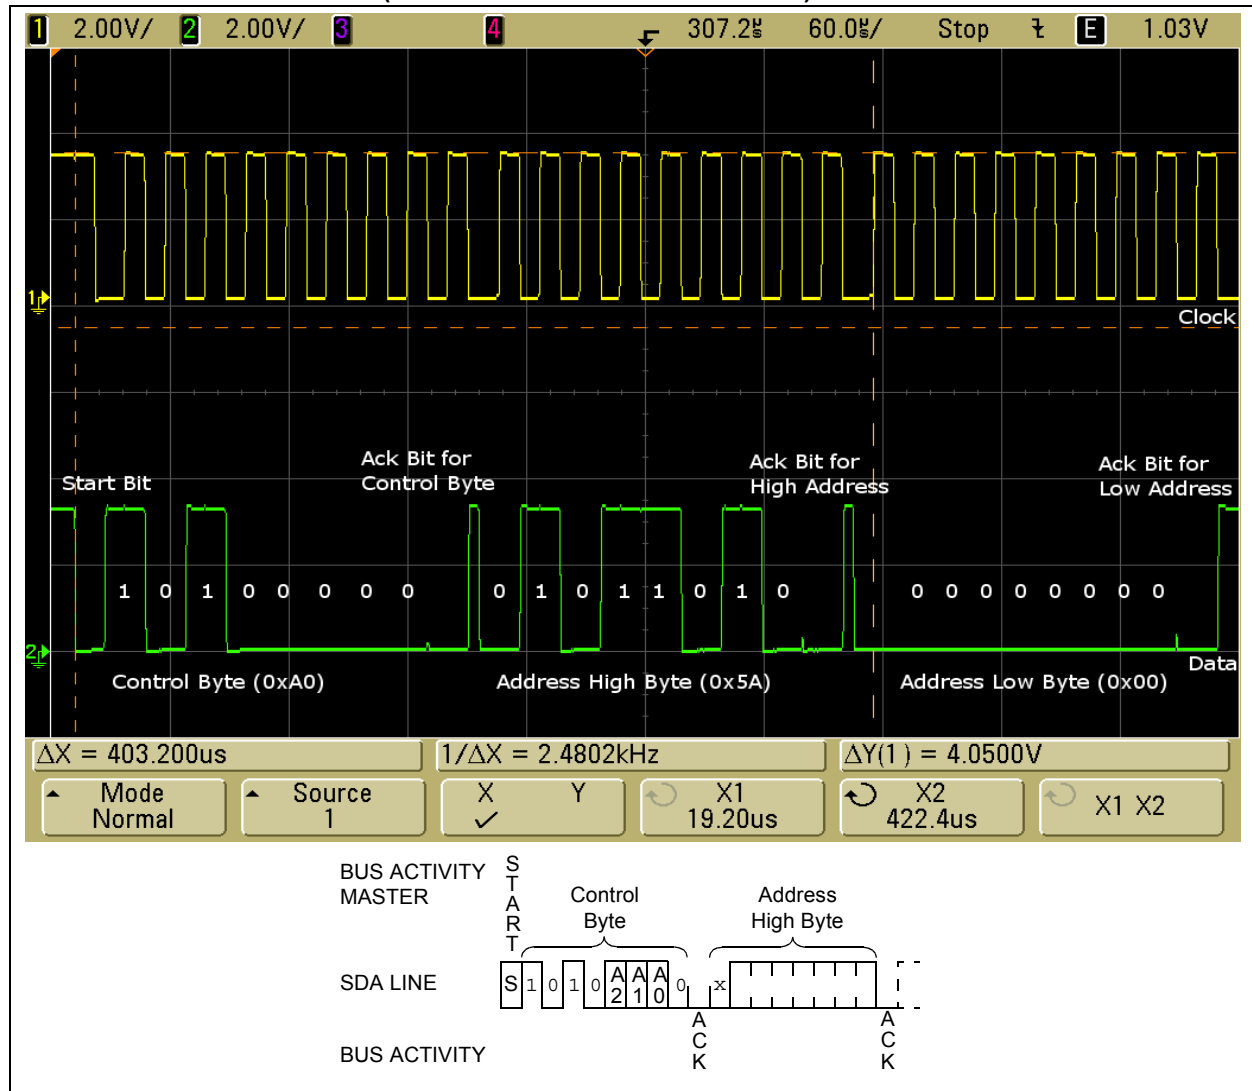 1 2.00V/ 2 2.00V/ 3 4 307.2µs 60.0µs/ Stop E 1.03V
1
Clock
Ack Bit for
Control Byte
Ack Bit for
High Address
Ack Bit for
Low Address
Start Bit
1 0 1 0 0 0 0 0 0 1 0 1 1 0 1 0 0 0 0 0 0 0 0 0
2
Data
Control Byte (0xA0) Address High Byte (0x5A) Address Low Byte (0x00)
ΔX = 403.200us 1/ΔX = 2.4802kHz ΔY(1) = 4.0500V
Mode
Normal
Source
1
X Y
X1
19.20us
X2
422.4us
X1 X2
BUS ACTIVITY
MASTER
START
Control
Byte
Address
High Byte
SDA LINE
S 1 0 1 0 A2 A1 A0 0 x
BUS ACTIVITY
ACK
ACK